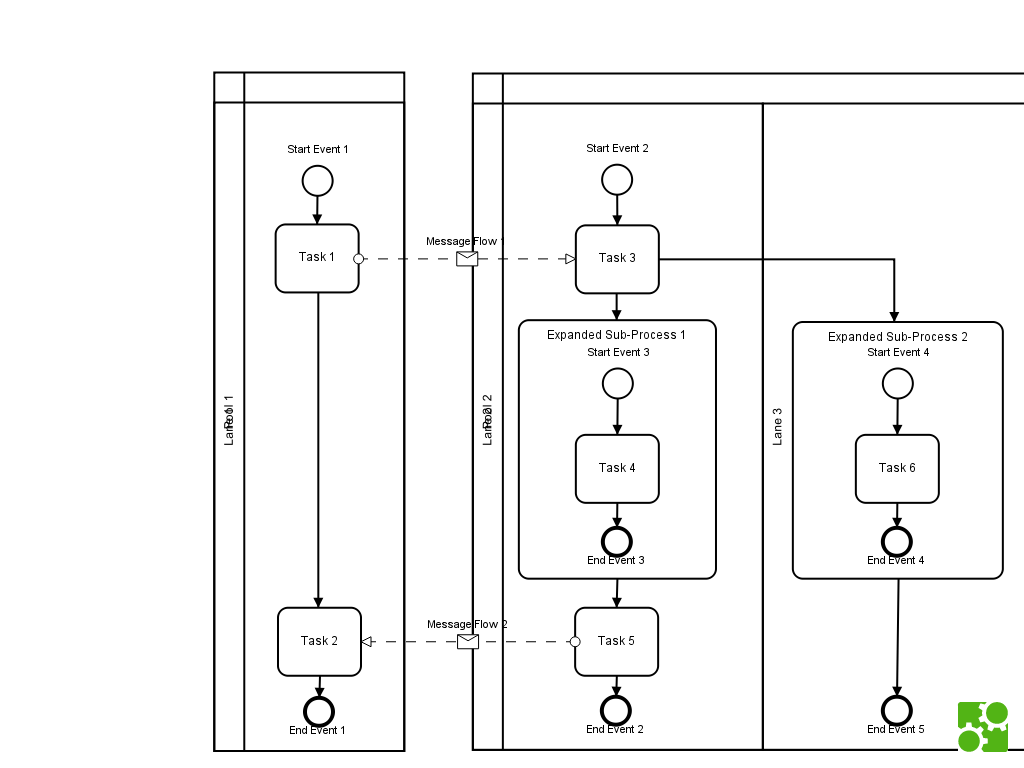 Start Event 1
Start Event 2
Message Flow 1
Task 1
Task 3
Expanded Sub-Process 1
Expanded Sub-Process 2
Start Event 3
Start Event 4
Pool 1
Lane 1
Pool 2
Lane 2
Lane 3
Task 4
Task 6
End Event 3
End Event 4
Message Flow 2
Task 2
Task 5
End Event 1
End Event 2
End Event 5